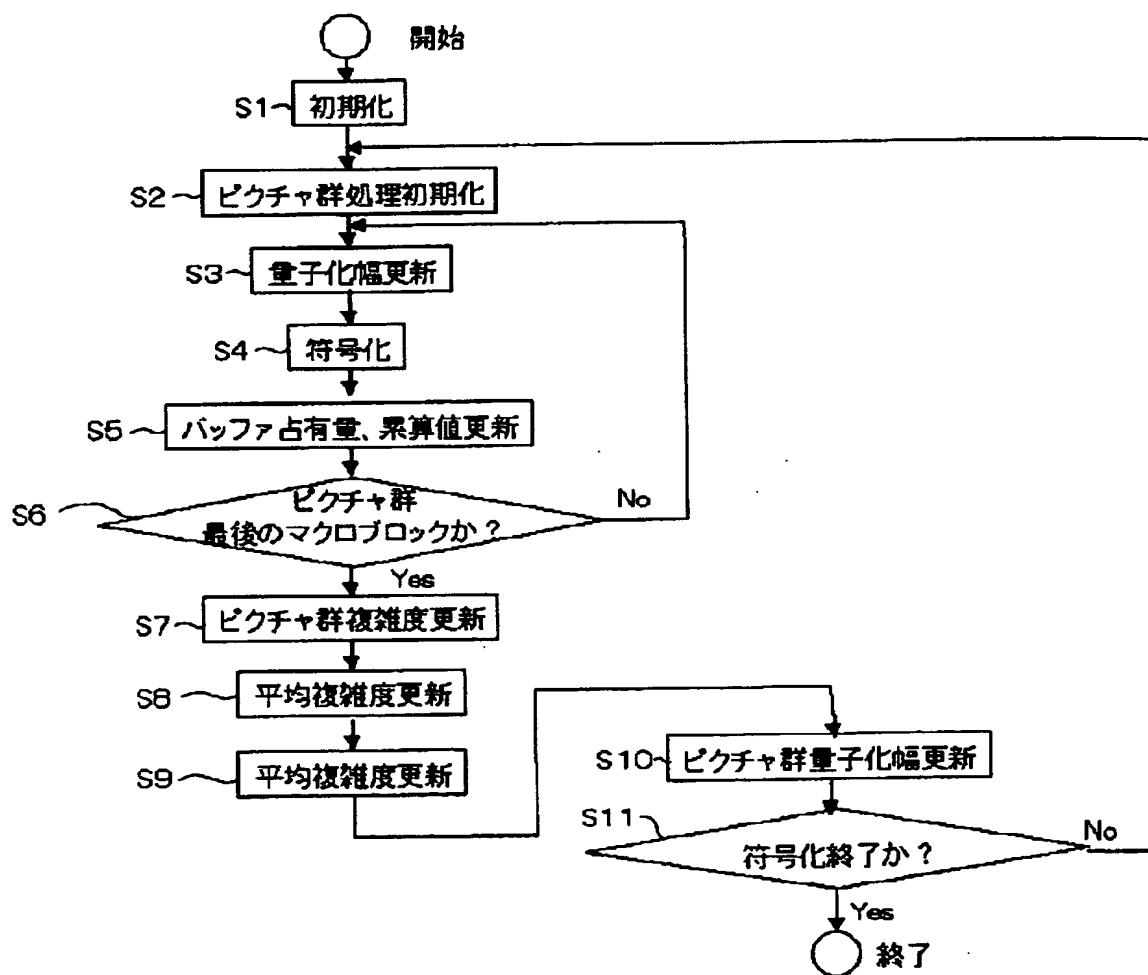 開始
S1
初期化
S2
ピクチャ群処理初期化
S3
量子化幅更新
S4
符号化
S5
バッファ占有量、累算値更新
S6
ピクチャ群
最後のマクロブロックか?
No
Yes
S7
ピクチャ群複雑度更新
S8
平均複雑度更新
S9
平均複雑度更新
S10
ピクチャ群量子化幅更新
S11
符号化終了か?
No
Yes
終了